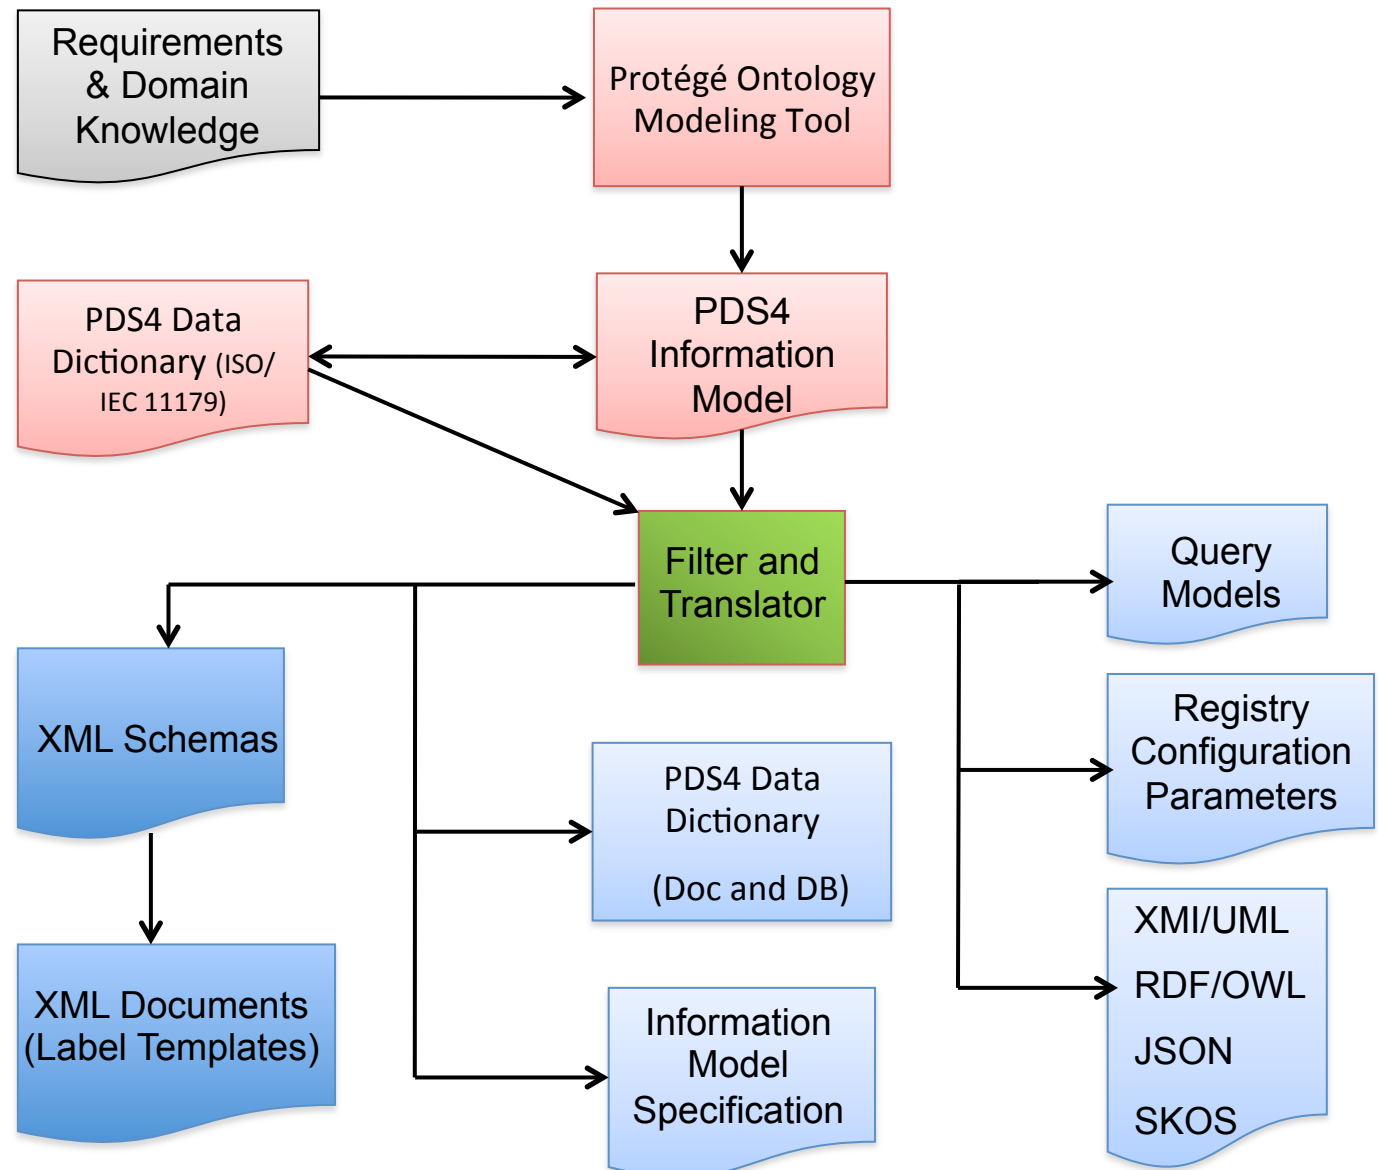 Requirements
& Domain
Knowledge
Protégé Ontology
Modeling Tool
PDS4 Data
Dictionary (ISO/
IEC 11179)
PDS4
Information
Model
Filter and
Translator
Query
Models
XML Schemas
Registry
Configuration
Parameters
PDS4 Data
Dictionary
(Doc and DB)
XML Documents
(Label Templates)
Information
Model
Specification
XMI/UML
RDF/OWL
JSON
SKOS